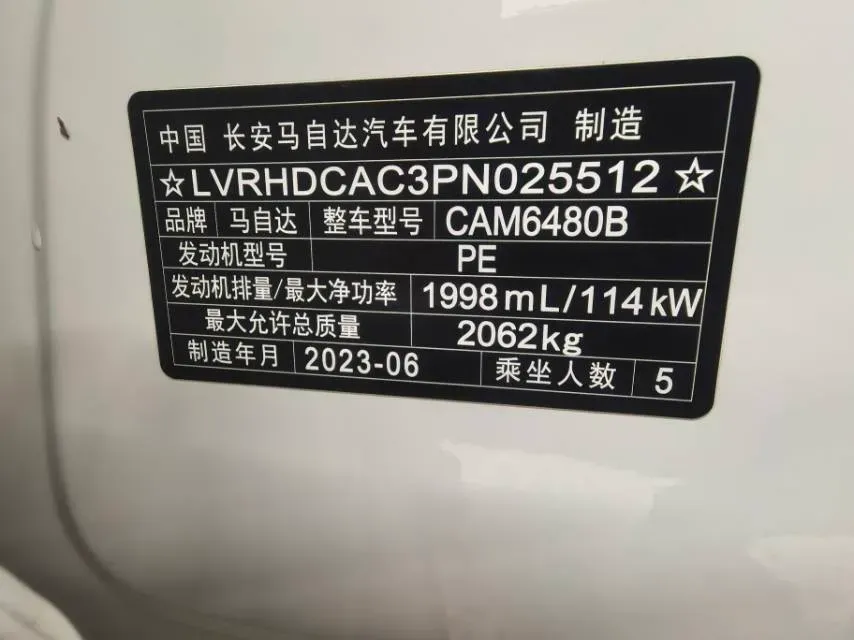 中国 长安马自达汽车有限公司 制造
☆LVRHDCAC3PN025512☆
品牌 马自达 整车型号 CAM6480B
发动机型号 PE
发动机排量/最大净功率 1998mL/114kW
最大允许总质量 2062kg
制造年月 2023-06 乘坐人数 5